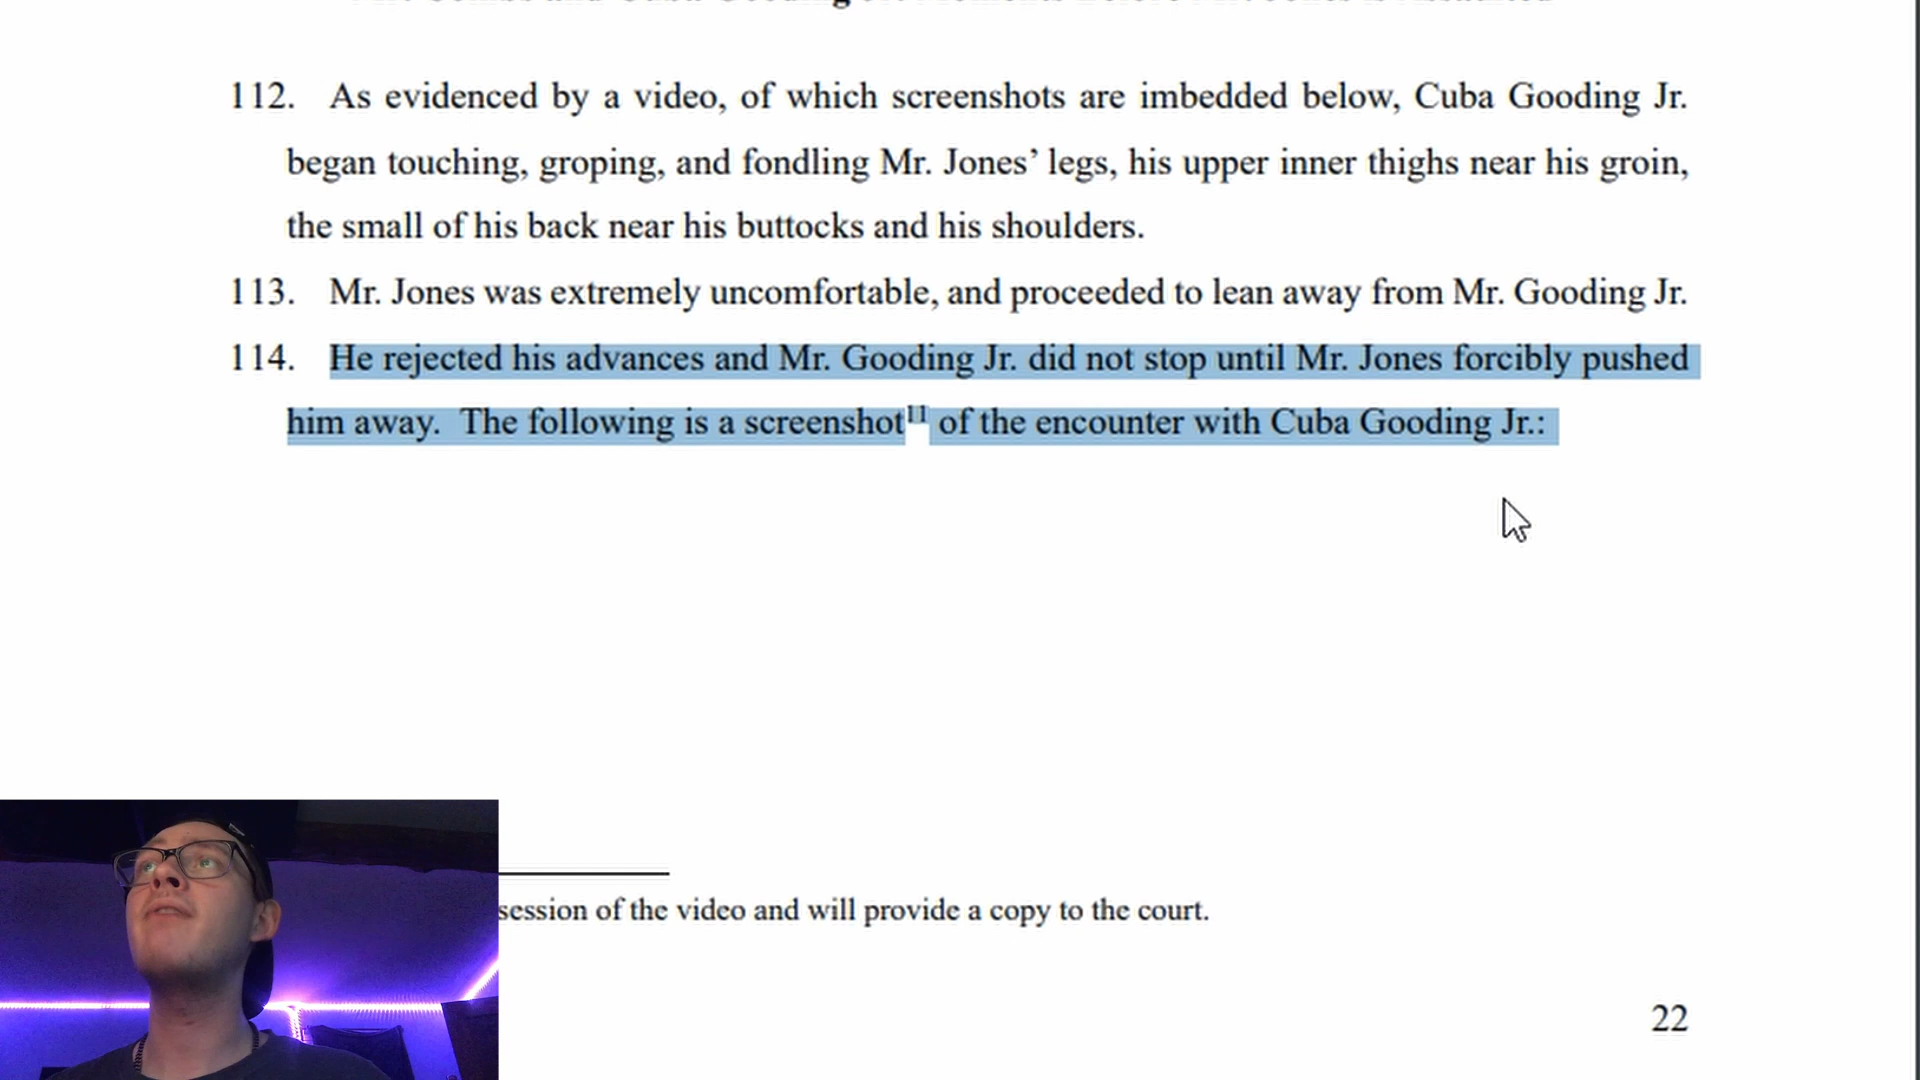 112. As evidenced by a video, of which screenshots are imbedded below, Cuba Gooding Jr.
began touching, groping, and fondling Mr. Jones’ legs, his upper inner thighs near his groin,
the small of his back near his buttocks and his shoulders.
113. Mr. Jones was extremely uncomfortable, and proceeded to lean away from Mr. Gooding Jr.
114. He rejected his advances and Mr. Gooding Jr. did not stop until Mr. Jones forcibly pushed
him away. The following is a screenshot11 of the encounter with Cuba Gooding Jr.:
session of the video and will provide a copy to the court.
22